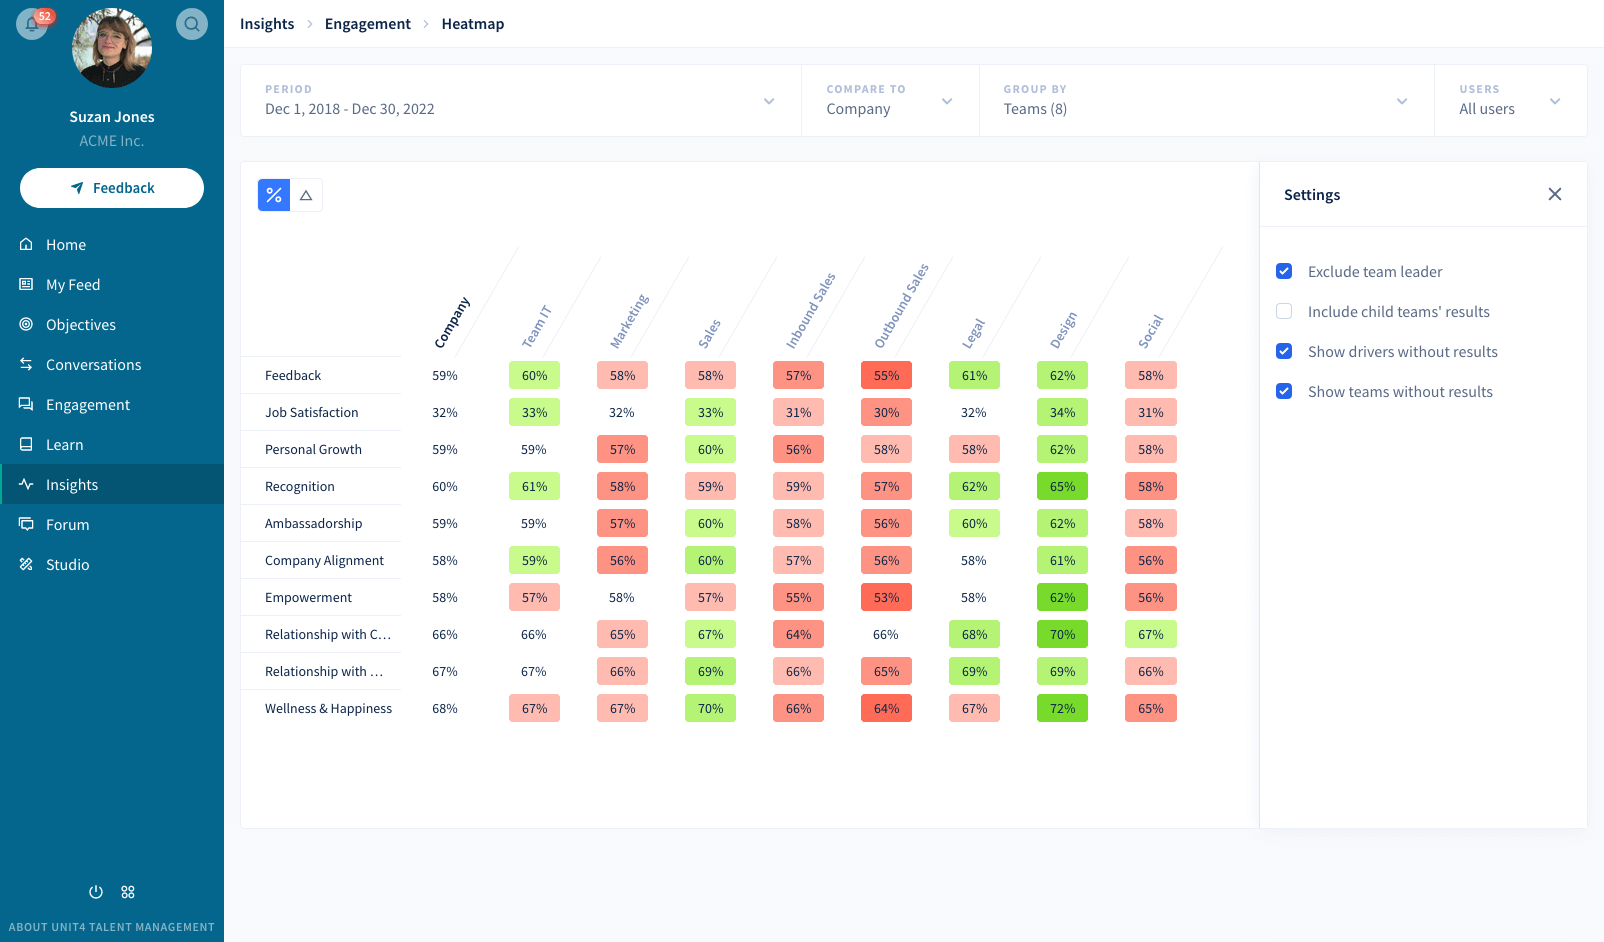 52
Suzan Jones
ACME Inc.
Feedback
Home
My Feed
Objectives
Conversations
Engagement
Learn
Insights
Forum
Studio
ABOUT UNIT4 TALENT MANAGEMENT
Insights > Engagement > Heatmap
PERIOD COMPARE TO GROUP BY USERS
Dec 1, 2018 - Dec 30, 2022 Company Teams (8) All users
%
Company Team IT Marketing Sales Inbound Sales Outbound Sales Legal Design Social
Feedback 59% 60% 58% 58% 57% 55% 61% 62% 58%
Job Satisfaction 32% 33% 32% 33% 31% 30% 32% 34% 31%
Personal Growth 59% 59% 57% 60% 56% 58% 58% 62% 58%
Recognition 60% 61% 58% 59% 59% 57% 62% 65% 58%
Ambassadorship 59% 59% 57% 60% 58% 56% 60% 62% 58%
Company Alignment 58% 59% 56% 60% 57% 56% 58% 61% 56%
Empowerment 58% 57% 58% 57% 55% 53% 58% 62% 56%
Relationship with C... 66% 66% 65% 67% 64% 66% 68% 70% 67%
Relationship with ... 67% 67% 66% 69% 66% 65% 69% 69% 66%
Wellness & Happiness 68% 67% 67% 70% 66% 64% 67% 72% 65%
Settings
Exclude team leader
Include child teams' results
Show drivers without results
Show teams without results